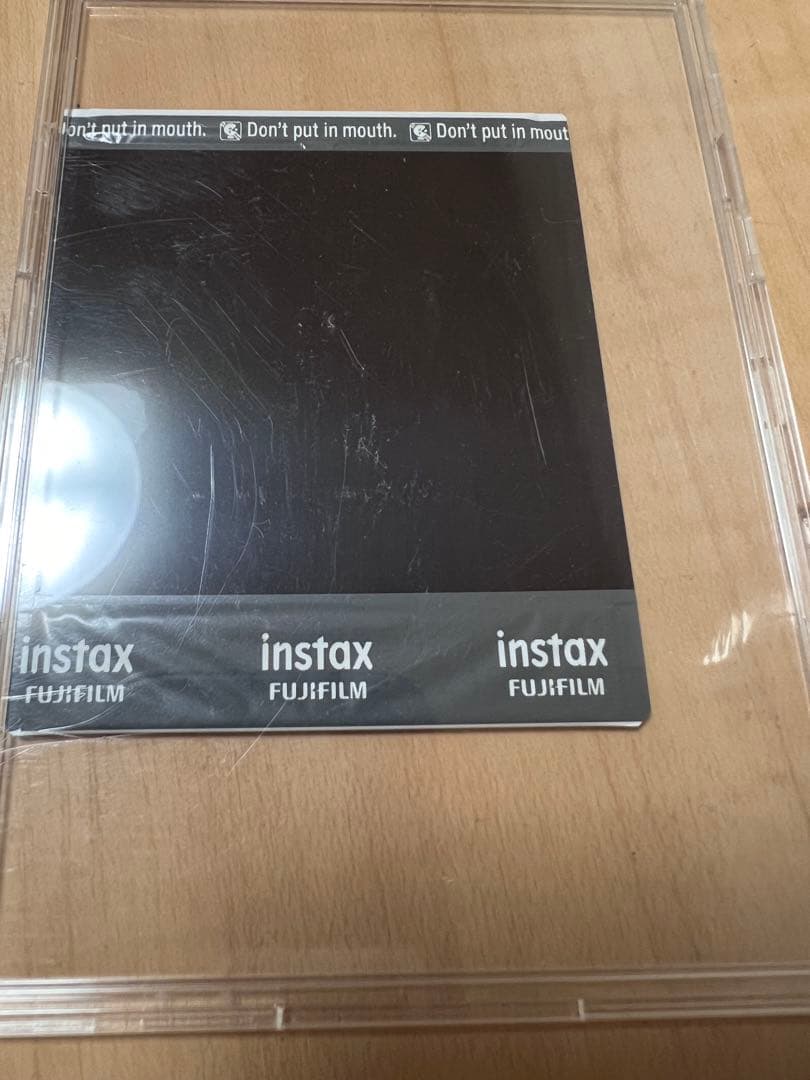 on't put in mouth. Don't put in mouth. Don't put in mout
instax instax instax
FUJIFILM FUJIFILM FUJIFILM